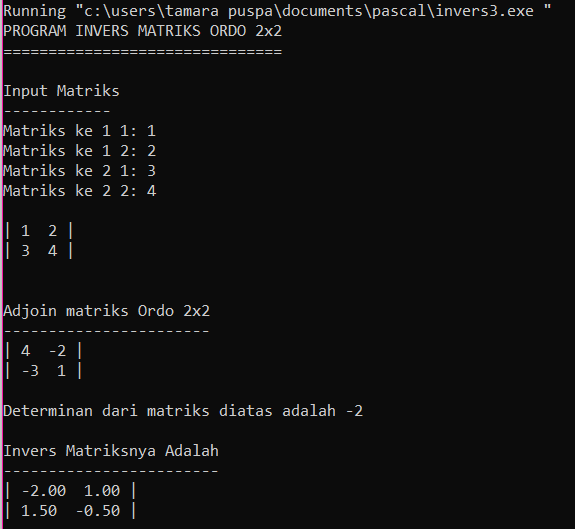 Running "c:\users\tamara puspa\documents\pascal\invers3.exe "
PROGRAM INVERS MATRIKS ORDO 2x2
===============================
Input Matriks
------------
Matriks ke 1 1: 1
Matriks ke 1 2: 2
Matriks ke 2 1: 3
Matriks ke 2 2: 4
| 1  2 |
| 3  4 |
Adjoin matriks Ordo 2x2
-----------------------
| 4  -2 |
| -3  1 |
Determinan dari matriks diatas adalah -2
Invers Matriksnya Adalah
------------------------
| -2.00  1.00 |
| 1.50  -0.50 |